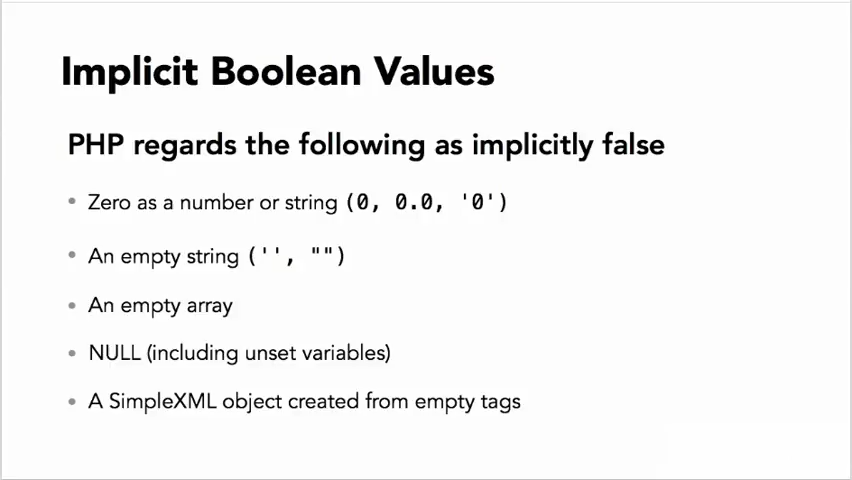 Implicit Boolean Values
PHP regards the following as implicitly false
• Zero as a number or string (0, 0.0, '0')
• An empty string ('', "")
• An empty array
• NULL (including unset variables)
• A SimpleXML object created from empty tags